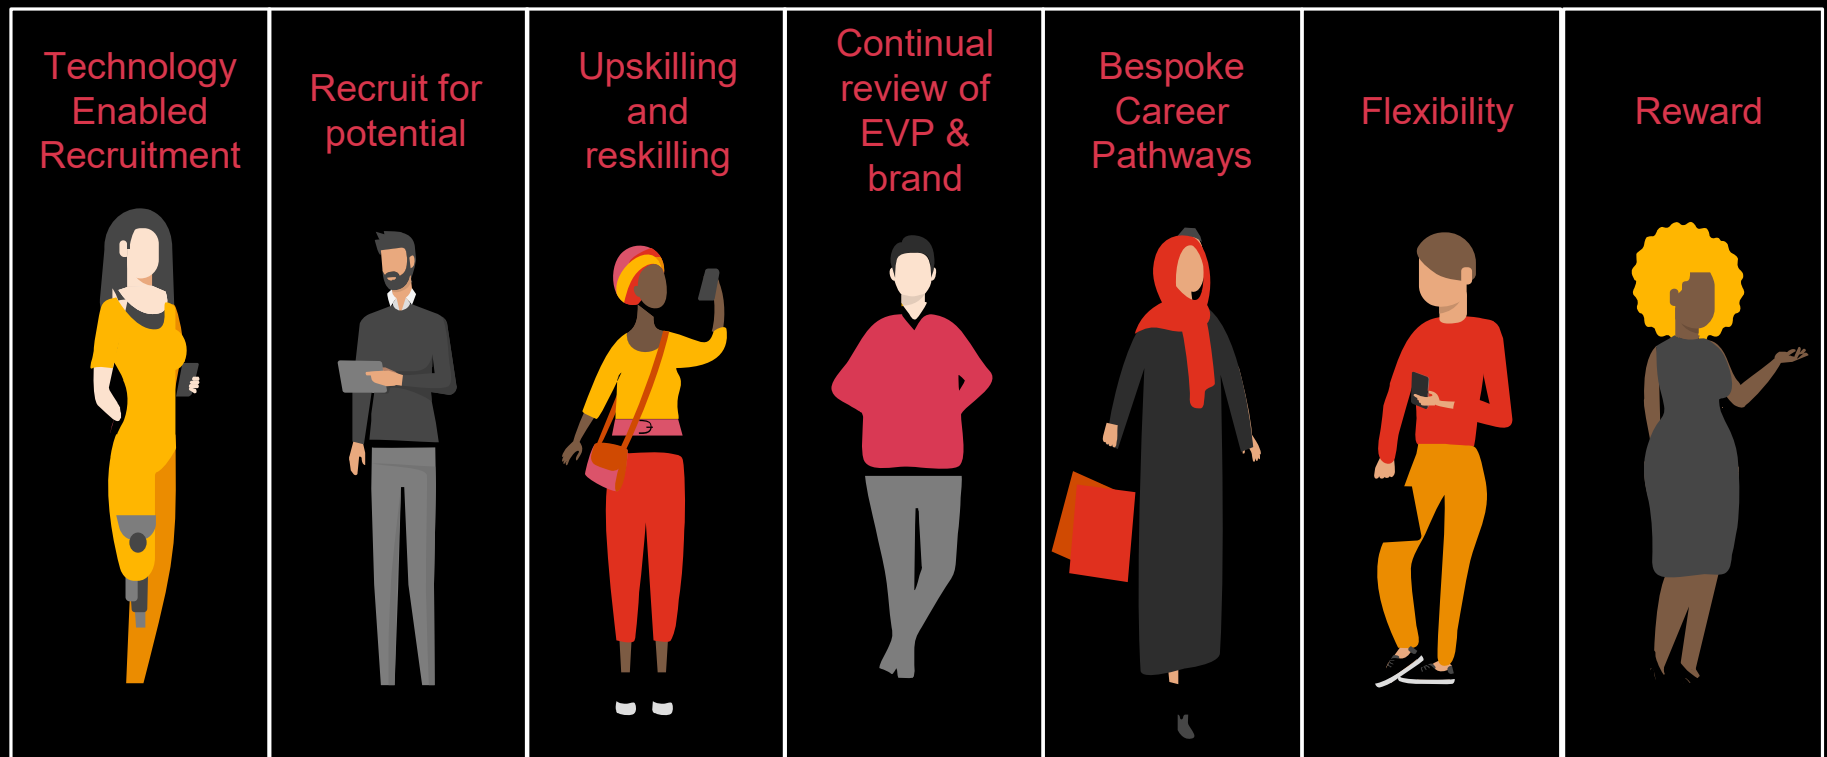 Technology
Enabled
Recruitment
Recruit for
potential
Upskilling
and
reskilling
Continual
review of
EVP &
brand
Bespoke
Career
Pathways
Flexibility
Reward